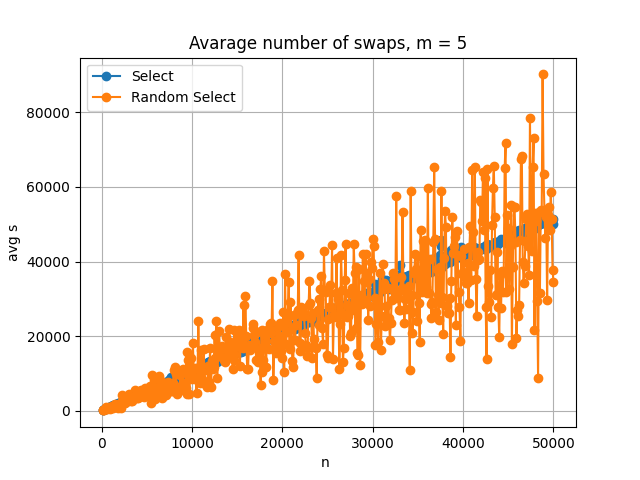 Avarage number of swaps, m = 5
Select
Random Select
avg s
80000
60000
40000
20000
0
0 10000 20000 30000 40000 50000
n